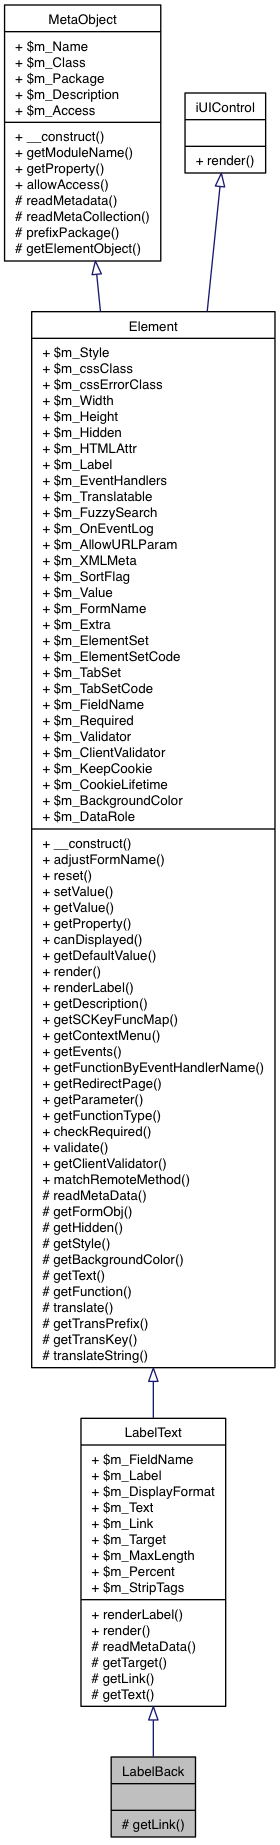 MetaObject
+ $m_Name
+ $m_Class
+ $m_Package
+ $m_Description
+ $m_Access
+ __construct()
+ getModuleName()
+ getProperty()
+ allowAccess()
# readMetadata()
# readMetaCollection()
# prefixPackage()
# getElementObject()
iUIControl
+ render()
Element
+ $m_Style
+ $m_cssClass
+ $m_cssErrorClass
+ $m_Width
+ $m_Height
+ $m_Hidden
+ $m_HTMLAttr
+ $m_Label
+ $m_EventHandlers
+ $m_Translatable
+ $m_FuzzySearch
+ $m_OnEventLog
+ $m_AllowURLParam
+ $m_XMLMeta
+ $m_SortFlag
+ $m_Value
+ $m_FormName
+ $m_Extra
+ $m_ElementSet
+ $m_ElementSetCode
+ $m_TabSet
+ $m_TabSetCode
+ $m_FieldName
+ $m_Required
+ $m_Validator
+ $m_ClientValidator
+ $m_KeepCookie
+ $m_CookieLifetime
+ $m_BackgroundColor
+ $m_DataRole
+ __construct()
+ adjustFormName()
+ reset()
+ setValue()
+ getValue()
+ getProperty()
+ canDisplayed()
+ getDefaultValue()
+ render()
+ renderLabel()
+ getDescription()
+ getSCKeyFuncMap()
+ getContextMenu()
+ getEvents()
+ getFunctionByEventHandlerName()
+ getRedirectPage()
+ getParameter()
+ getFunctionType()
+ checkRequired()
+ validate()
+ getClientValidator()
+ matchRemoteMethod()
# readMetaData()
# getFormObj()
# getHidden()
# getStyle()
# getBackgroundColor()
# getText()
# getFunction()
# translate()
# getTransPrefix()
# getTransKey()
# translateString()
LabelText
+ $m_FieldName
+ $m_Label
+ $m_DisplayFormat
+ $m_Text
+ $m_Link
+ $m_Target
+ $m_MaxLength
+ $m_Percent
+ $m_StripTags
+ renderLabel()
+ render()
# readMetaData()
# getTarget()
# getLink()
# getText()
LabelBack
# getLink()